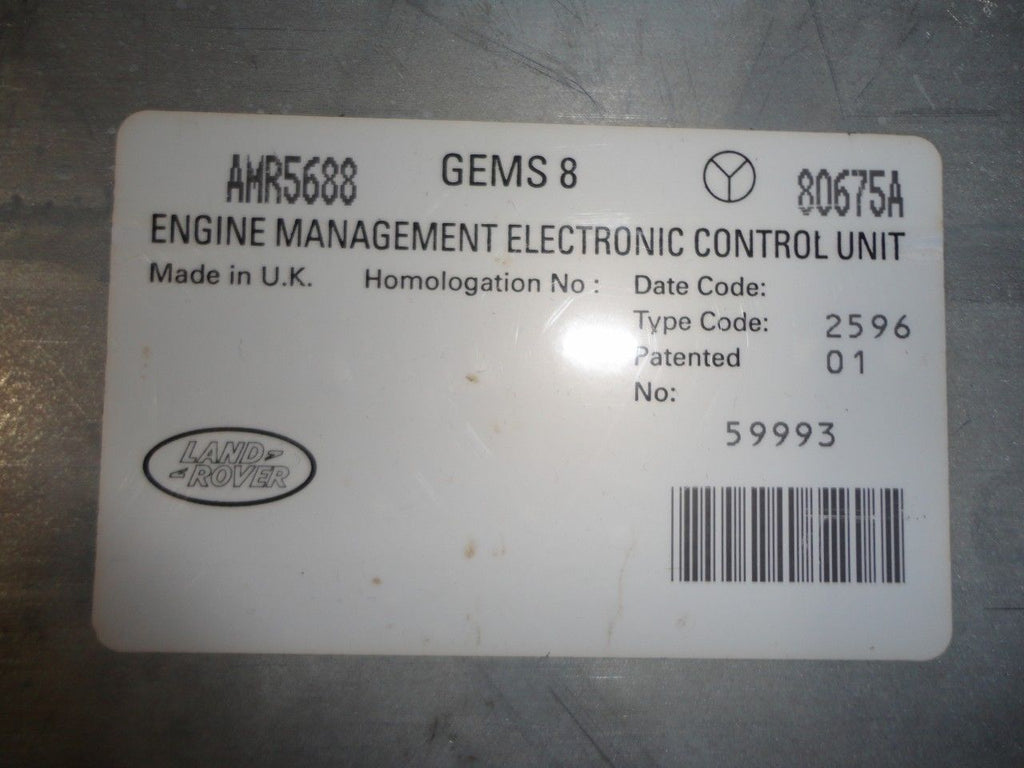 AMR5688 GEMS 8 80675A
ENGINE MANAGEMENT ELECTRONIC CONTROL UNIT
Made in U.K. Homologation No : Date Code:
Type Code: 2596
Patented 01
No:
59993
LAND
ROVER